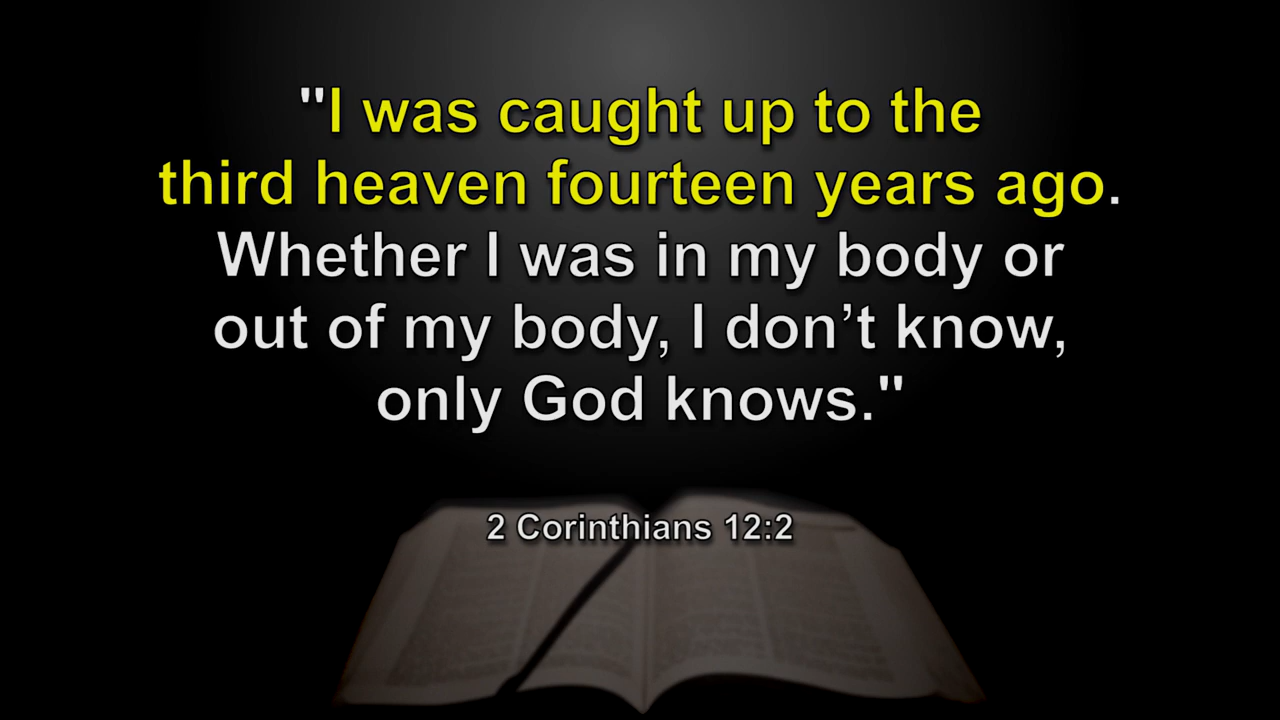 "I was caught up to the
third heaven fourteen years ago.
Whether I was in my body or
out of my body, I don’t know,
only God knows."
2 Corinthians 12:2